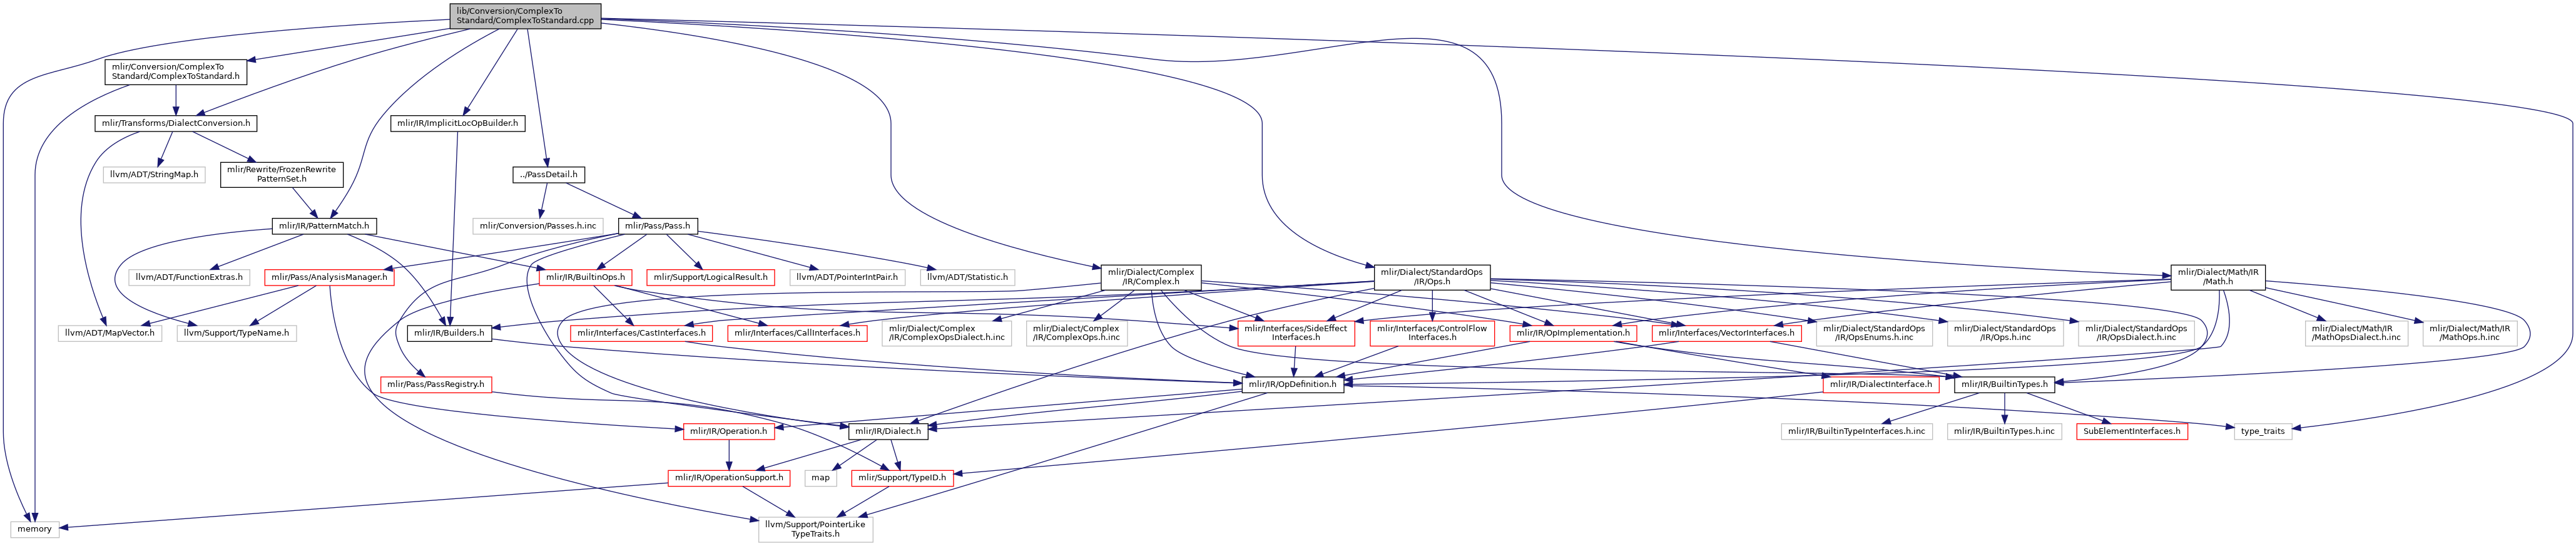 lib/Conversion/ComplexTo
Standard/ComplexToStandard.cpp
mlir/Conversion/ComplexTo
Standard/ComplexToStandard.h
mlir/Transforms/DialectConversion.h
mlir/IR/ImplicitLocOpBuilder.h
llvm/ADT/StringMap.h
mlir/Rewrite/FrozenRewrite
PatternSet.h
../PassDetail.h
mlir/IR/PatternMatch.h
mlir/Conversion/Passes.h.inc
mlir/Pass/Pass.h
llvm/ADT/FunctionExtras.h
mlir/Pass/AnalysisManager.h
mlir/IR/BuiltinOps.h
mlir/Support/LogicalResult.h
llvm/ADT/PointerIntPair.h
llvm/ADT/Statistic.h
mlir/Dialect/Complex
/IR/Complex.h
mlir/Dialect/StandardOps
/IR/Ops.h
mlir/Dialect/Math/IR
/Math.h
llvm/ADT/MapVector.h
llvm/Support/TypeName.h
mlir/IR/Builders.h
mlir/Interfaces/CastInterfaces.h
mlir/Interfaces/CallInterfaces.h
mlir/Dialect/Complex
/IR/ComplexOpsDialect.h.inc
mlir/Dialect/Complex
/IR/ComplexOps.h.inc
mlir/Interfaces/SideEffect
Interfaces.h
mlir/Interfaces/ControlFlow
Interfaces.h
mlir/IR/OpImplementation.h
mlir/Interfaces/VectorInterfaces.h
mlir/Dialect/StandardOps
/IR/OpsEnums.h.inc
mlir/Dialect/StandardOps
/IR/Ops.h.inc
mlir/Dialect/StandardOps
/IR/OpsDialect.h.inc
mlir/Dialect/Math/IR
/MathOpsDialect.h.inc
mlir/Dialect/Math/IR
/MathOps.h.inc
mlir/Pass/PassRegistry.h
mlir/IR/OpDefinition.h
mlir/IR/DialectInterface.h
mlir/IR/BuiltinTypes.h
mlir/IR/Operation.h
mlir/IR/Dialect.h
mlir/IR/BuiltinTypeInterfaces.h.inc
mlir/IR/BuiltinTypes.h.inc
SubElementInterfaces.h
type_traits
mlir/IR/OperationSupport.h
map
mlir/Support/TypeID.h
memory
llvm/Support/PointerLike
TypeTraits.h